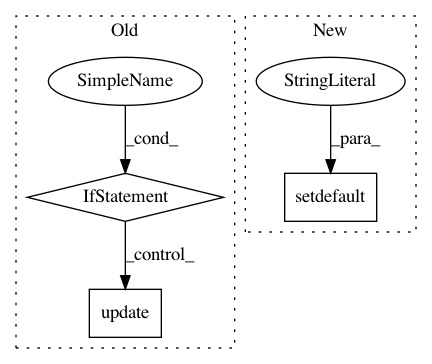 Old
New
SimpleName
StringLiteral
_cond_
_para_
IfStatement
setdefault
_control_
update